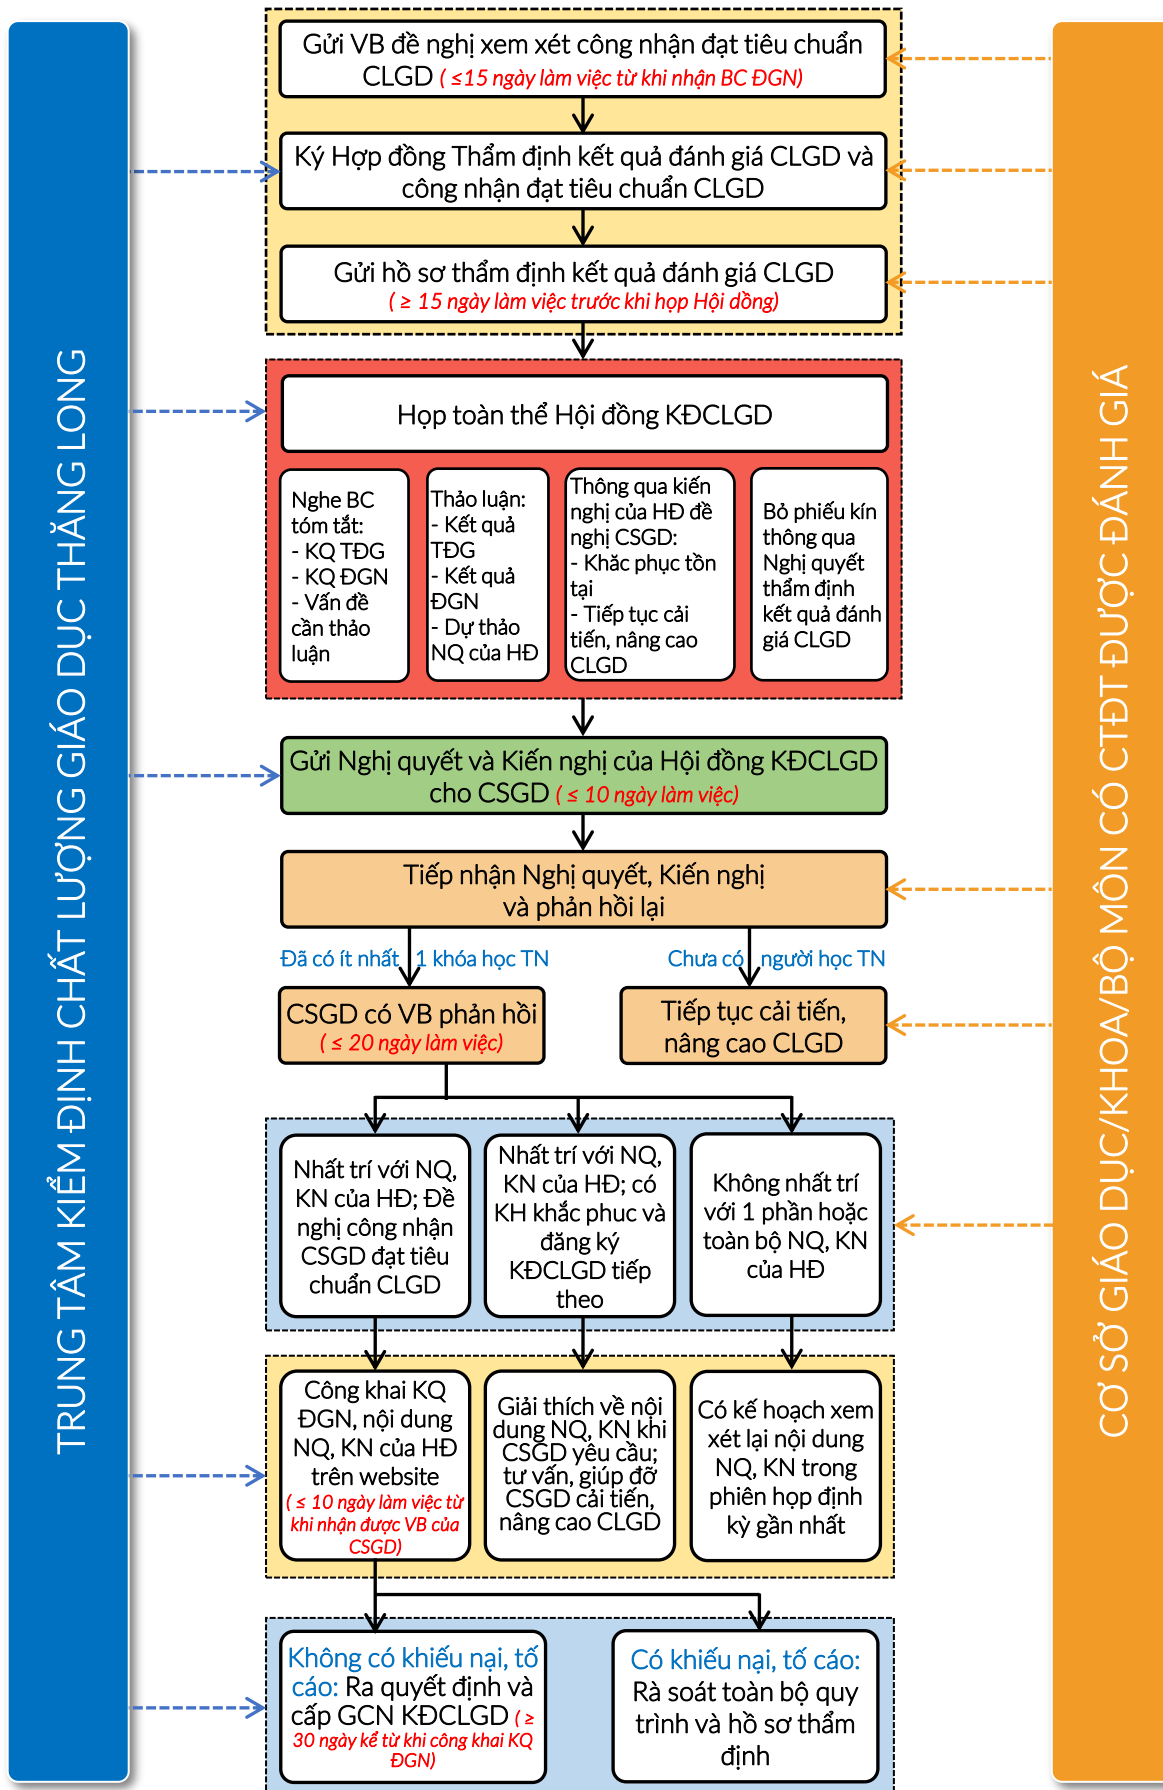 TRUNG TÂM KIỂM ĐỊNH CHẤT LƯỢNG GIÁO DỤC THĂNG LONG
Gửi VB đề nghị xem xét công nhận đạt tiêu chuẩn
CLGD ( ≤15 ngày làm việc từ khi nhận BC ĐGN)
Ký Hợp đồng Thẩm định kết quả đánh giá CLGD và
công nhận đạt tiêu chuẩn CLGD
Gửi hồ sơ thẩm định kết quả đánh giá CLGD
( ≥ 15 ngày làm việc trước khi họp Hội dồng)
Họp toàn thể Hội đồng KĐCLGD
Nghe BC
tóm tắt:
- KQ TĐG
- KQ ĐGN
- Vấn đề
cần thảo
luận
Thảo luận:
- Kết quả
TĐG
- Kết quả
ĐGN
- Dự thảo
NQ của HĐ
Thông qua kiến
nghị của HĐ đề
nghị CSGD:
- Khăc phục tồn
tại
- Tiếp tục cải
tiến, nâng cao
CLGD
Bỏ phiếu kín
thông qua
Nghị quyết
thẩm định
kết quả đánh
giá CLGD
Gửi Nghị quyết và Kiến nghị của Hội đồng KĐCLGD
cho CSGD ( ≤ 10 ngày làm việc)
Tiếp nhận Nghị quyết, Kiến nghị
và phản hồi lại
Đã có ít nhất 1 khóa học TN
Chưa có người học TN
CSGD có VB phản hồi
( ≤ 20 ngày làm việc)
Tiếp tục cải tiến,
nâng cao CLGD
Nhất trí với NQ,
KN của HĐ; Đề
nghị công nhận
CSGD đạt tiêu
chuẩn CLGD
Nhất trí với NQ,
KN của HĐ; có
KH khắc phuc và
đăng ký
KĐCLGD tiếp
theo
Không nhất trí
với 1 phần hoặc
toàn bộ NQ, KN
của HĐ
Công khai KQ
ĐGN, nội dung
NQ, KN của HĐ
trên website
( ≤ 10 ngày làm việc từ
khi nhận được VB của
CSGD)
Giải thích về nội
dung NQ, KN khi
CSGD yêu cầu;
tư vấn, giúp đỡ
CSGD cải tiến,
nâng cao CLGD
Có kế hoạch xem
xét lại nội dung
NQ, KN trong
phiên họp định
kỳ gần nhất
Không có khiếu nại, tố
cáo: Ra quyết định và
cấp GCN KĐCLGD ( ≥
30 ngày kể từ khi công khai KQ
ĐGN)
Có khiếu nại, tố cáo:
Rà soát toàn bộ quy
trình và hồ sơ thẩm
định
CƠ SỞ GIÁO DỤC/KHOA/BỘ MÔN CÓ CTĐT ĐƯỢC ĐÁNH GIÁ